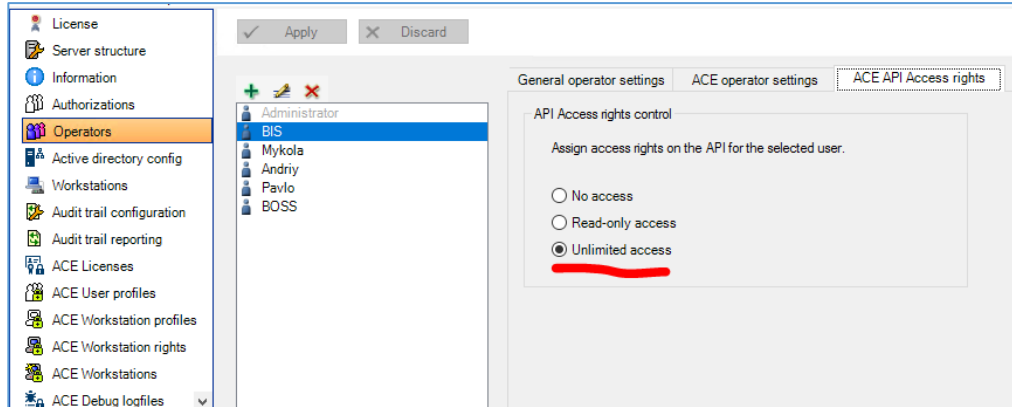 License
Server structure
Information
Authorizations
Operators
Active directory config
Workstations
Audit trail configuration
Audit trail reporting
ACE Licenses
ACE User profiles
ACE Workstation profiles
ACE Workstation rights
ACE Workstations
ACE Debug logfiles
Apply Discard
Administrator
BIS
Mykola
Andriy
Pavlo
BOSS
General operator settings ACE operator settings ACE API Access rights
API Access rights control
Assign access rights on the API for the selected user.
No access
Read-only access
Unlimited access